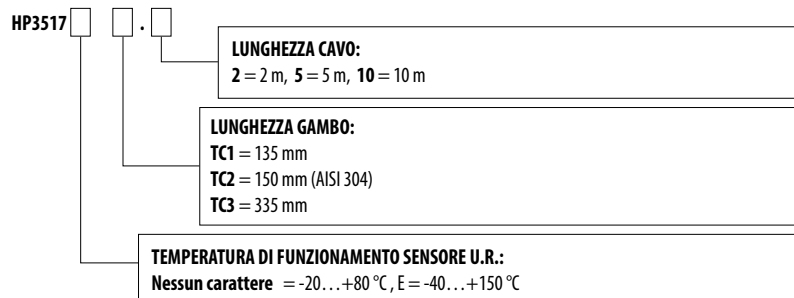 HP3517 .
LUNGHEZZA CAVO:
2 = 2 m, 5 = 5 m, 10 = 10 m
LUNGHEZZA GAMBO:
TC1 = 135 mm
TC2 = 150 mm (AISI 304)
TC3 = 335 mm
TEMPERATURA DI FUNZIONAMENTO SENSORE U.R.:
Nessun carattere = -20…+80 °C , E = -40…+150 °C